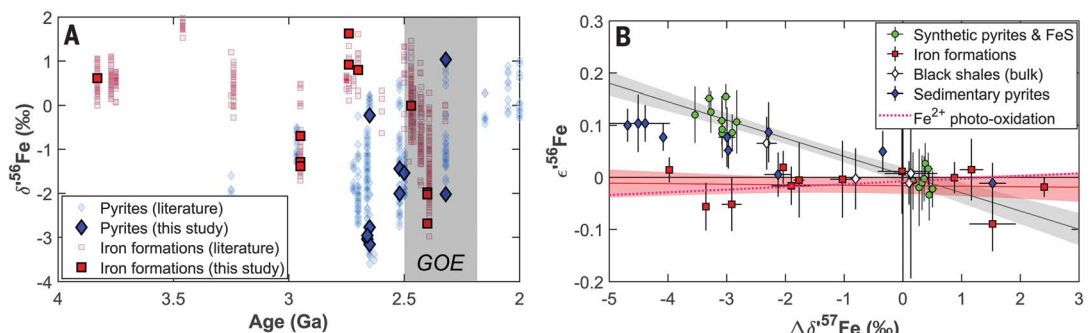 A
2
1
0
-1
-2
-3
-4
δ'56Fe (‰)
Pyrites (literature)
Pyrites (this study)
Iron formations (literature)
Iron formations (this study)
GOE
4
3.5
3
2.5
2
Age (Ga)
B
0.3
0.2
0.1
0
-0.1
-0.2
ε'56Fe
Synthetic pyrites & FeS
Iron formations
Black shales (bulk)
Sedimentary pyrites
Fe2+ photo-oxidation
-5
-4
-3
-2
-1
0
1
2
3
Δδ'57Fe (‰)